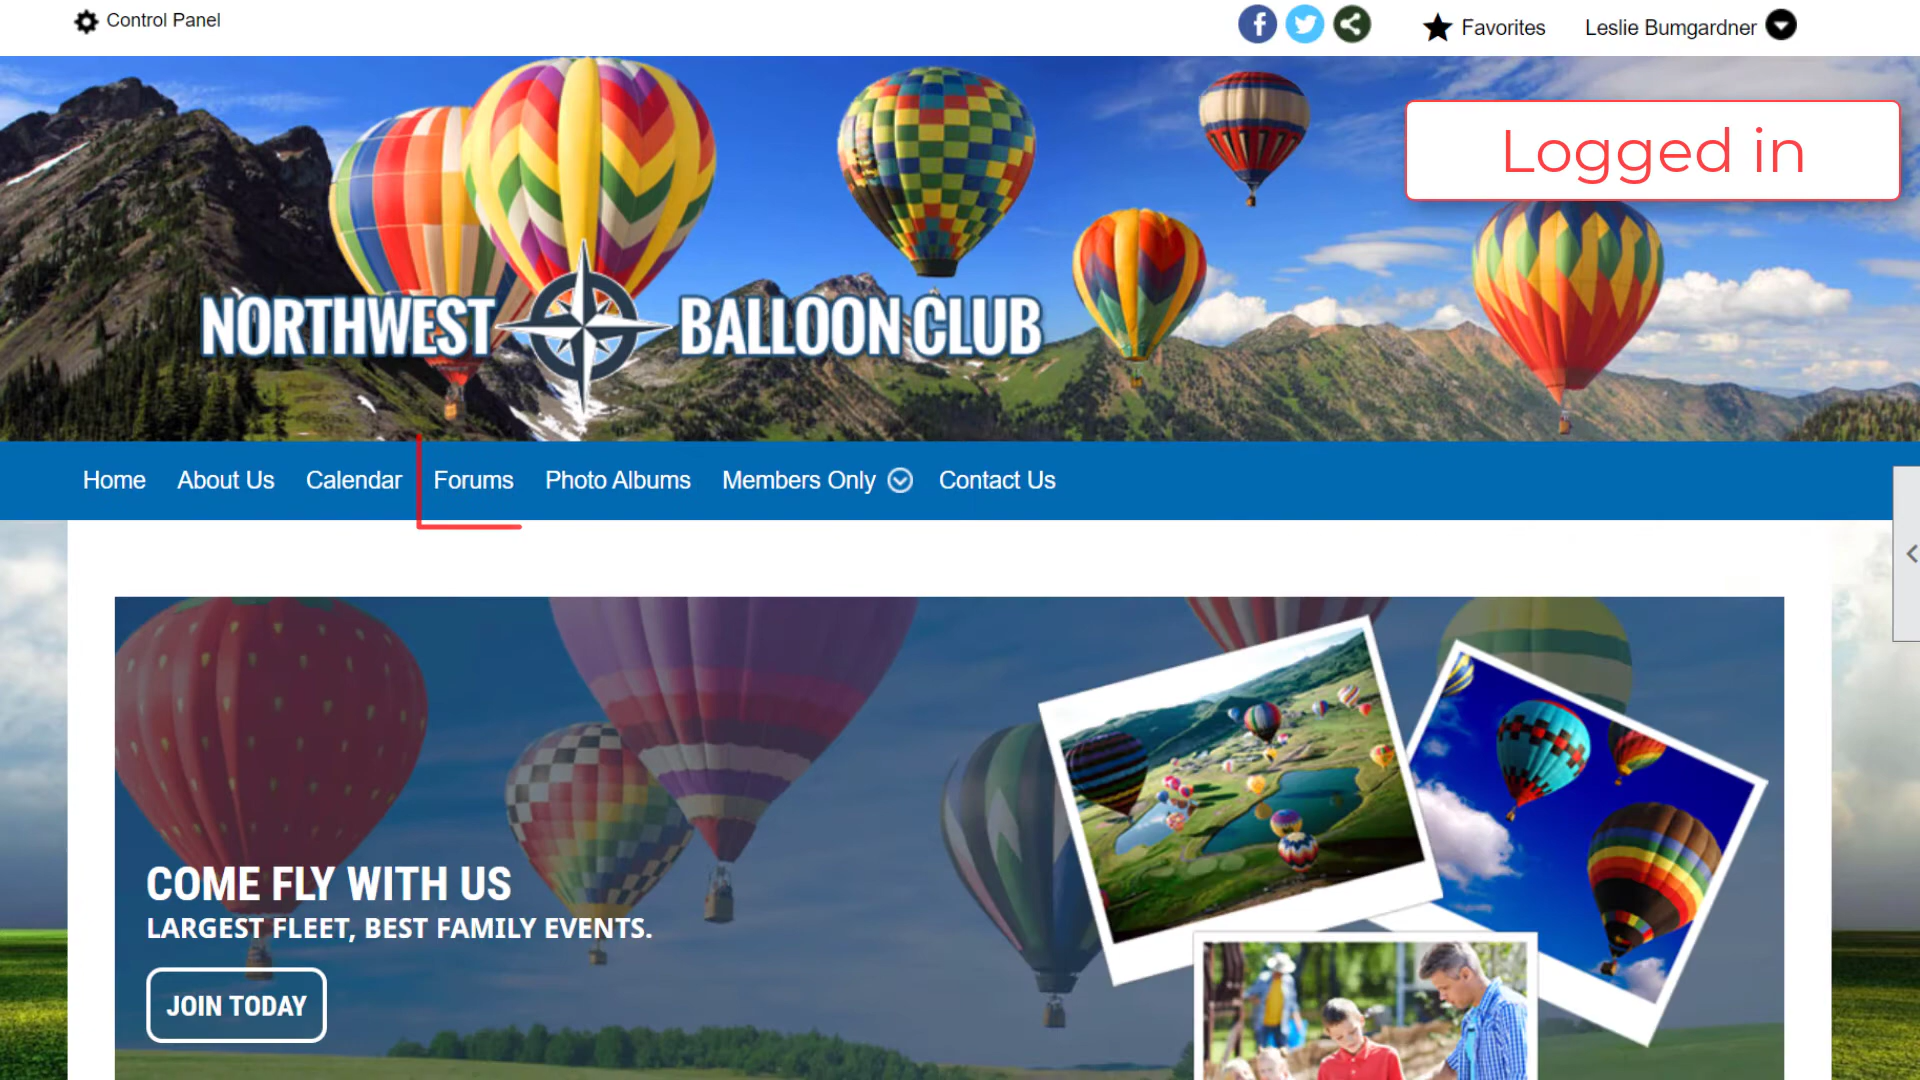 Control Panel
Favorites
Leslie Bumgardner
Logged in
NORTHWEST BALLOON CLUB
Home About Us Calendar Forums Photo Albums Members Only Contact Us
COME FLY WITH US
LARGEST FLEET, BEST FAMILY EVENTS.
JOIN TODAY